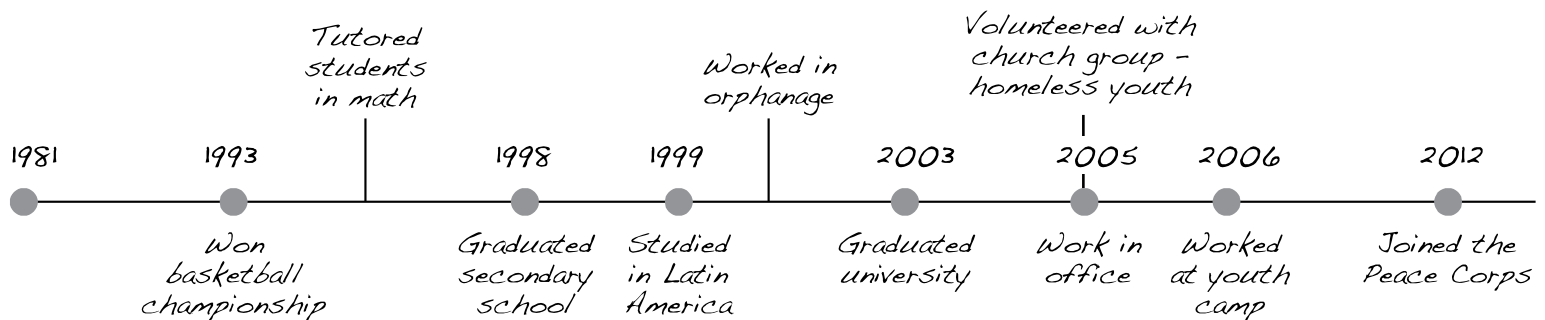 Tutored
students
in math
Worked in
orphanage
Volunteered with
church group -
homeless youth
1981
1993
1998
1999
2003
2005
2006
2012
Won
basketball
championship
Graduated
secondary
school
Studied
in Latin
America
Graduated
university
Work in
office
Worked
at youth
camp
Joined the
Peace Corps